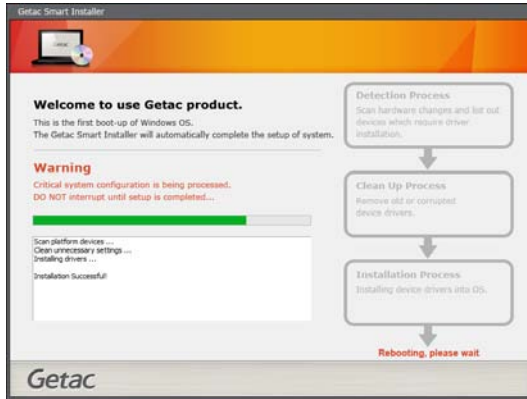 Getac Smart Installer
Getac
Welcome to use Getac product.
This is the first boot-up of Windows OS.
The Getac Smart Installer will automatically complete the setup of system.
Warning
Critical system configuration is being processed.
DO NOT interrupt until setup is completed...
Scan platform devices ...
Clean unnecessary settings ...
Installing drivers ...
Installation Successful!
Detection Process
Scan hardware changes and list out
devices which require driver
installation.
Clean Up Process
Remove old or corrupted
device drivers.
Installation Process
Installing device drivers into OS.
Rebooting, please wait
Getac